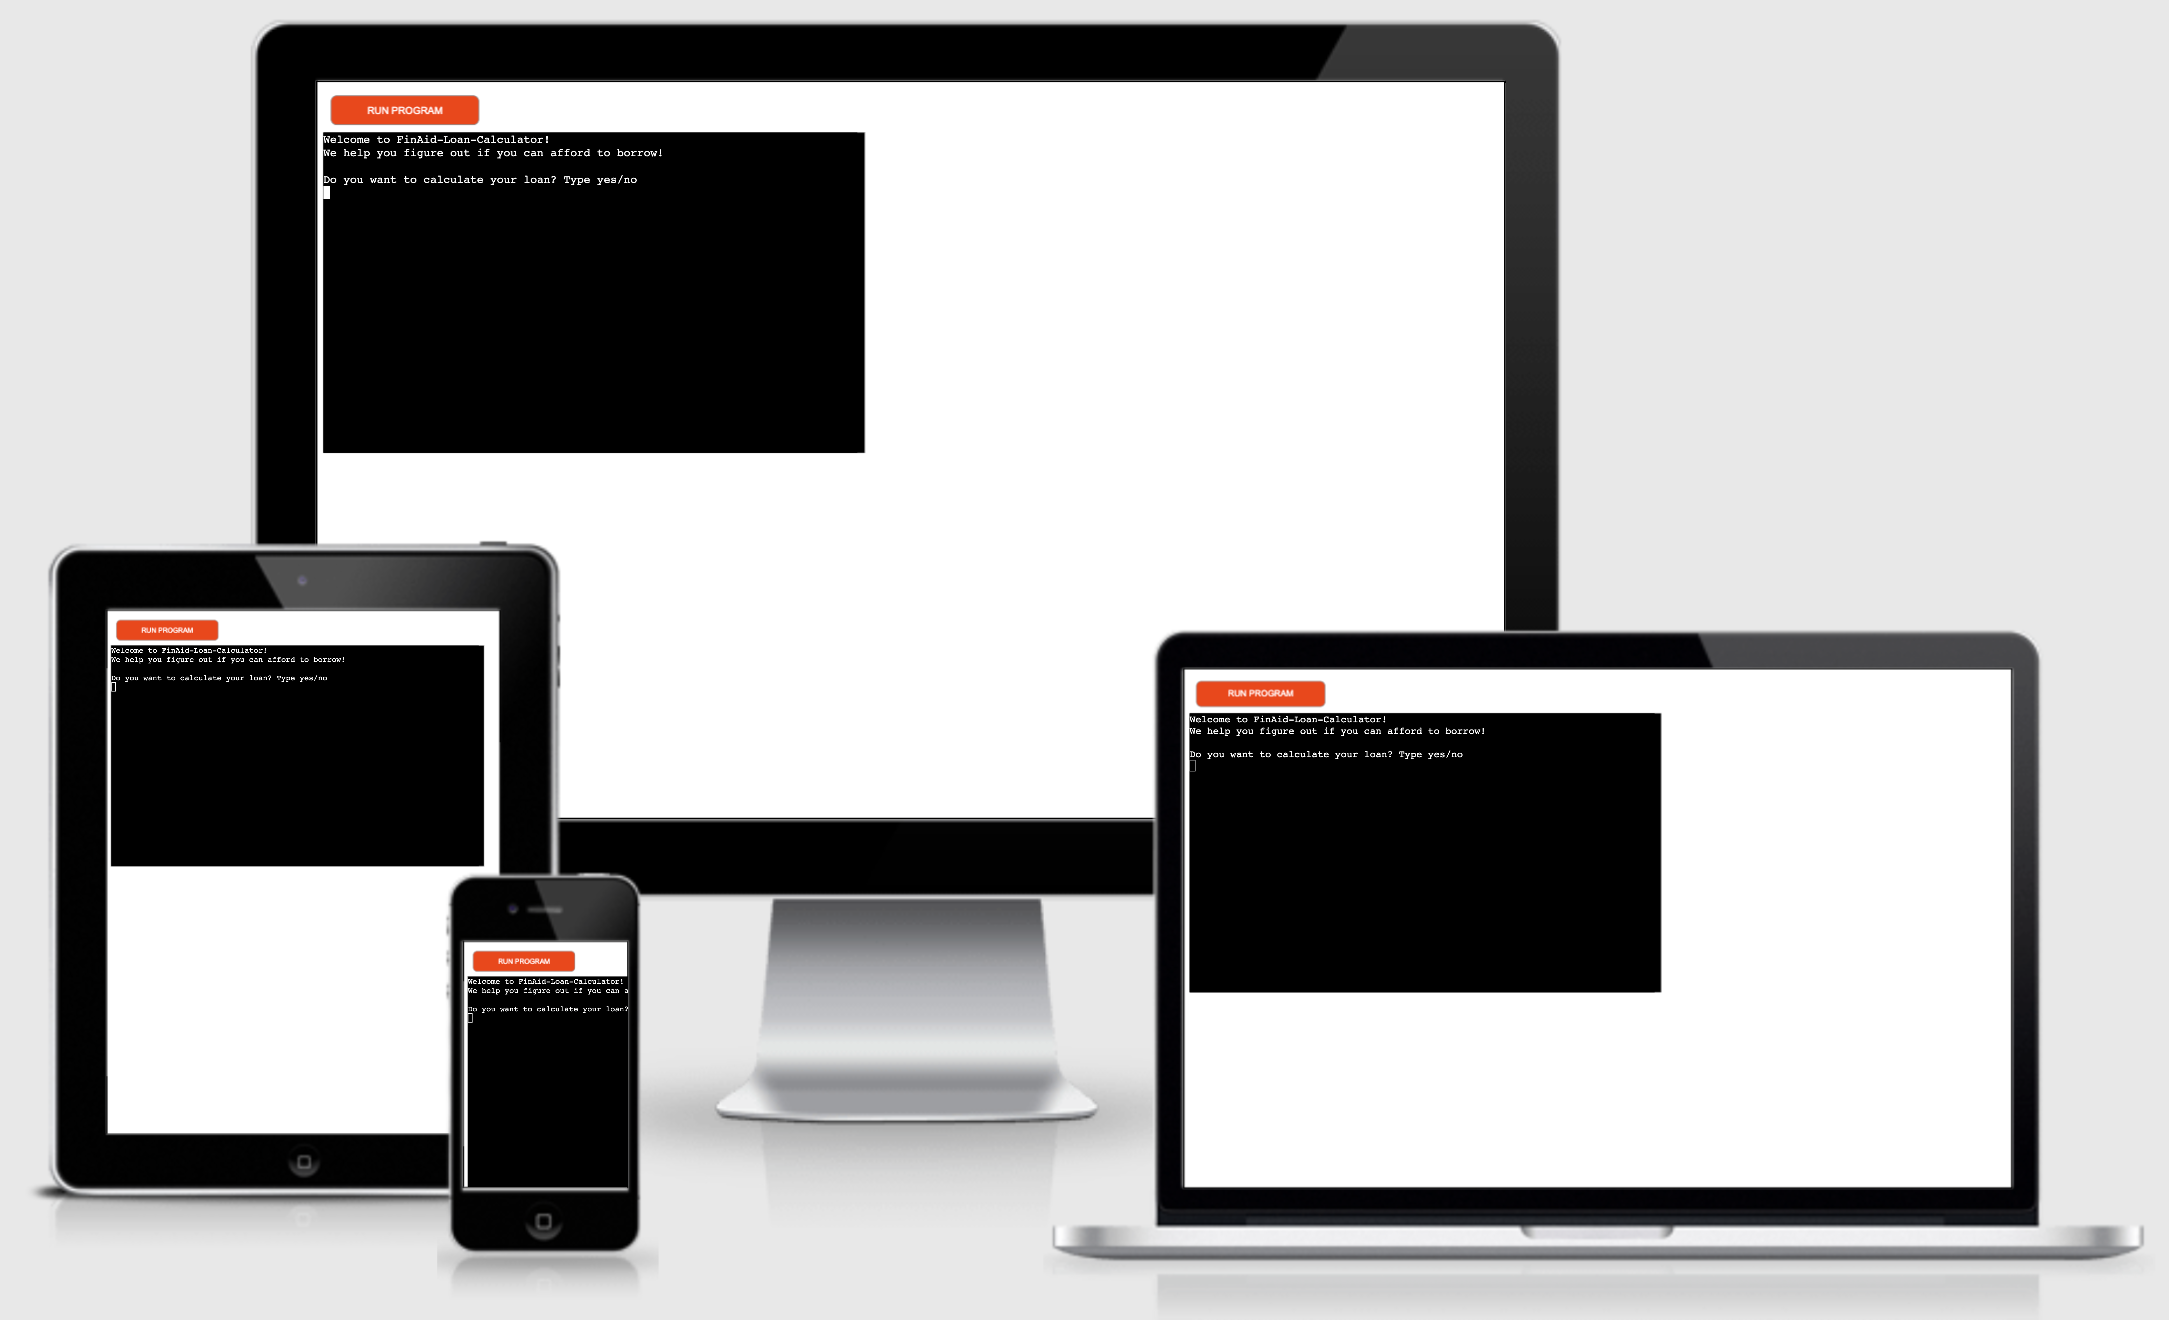 RUN PROGRAM
Welcome to FinAid-Loan-Calculator!
We help you figure out if you can afford to borrow!
Do you want to calculate your loan? Type yes/no
RUN PROGRAM
Welcome to FinAid-Loan-Calculator!
We help you figure out if you can afford to borrow!
Do you want to calculate your loan? Type yes/no
RUN PROGRAM
Welcome to FinAid-Loan-Calculator!
We help you figure out if you can afford to borrow!
Do you want to calculate your loan? Type yes/no
RUN PROGRAM
Welcome to FinAid-Loan-Calculator!
We help you figure out if you can a
Do you want to calculate your loan?